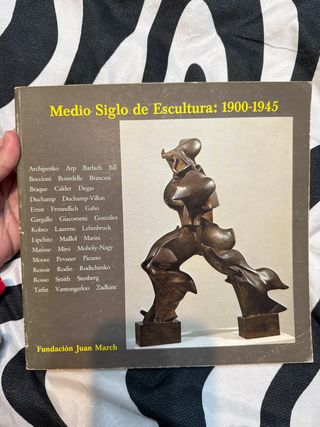 Medio Siglo de Escultura: 1900-1945
Archipenko Arp Barlach Bill
Boccioni Bourdelle Brancusi
Braque Calder Degas
Duchamp Duchamp-Villon
Ernst Freundlich Gabo
Gargallo Giacometti González
Kobro Laurens Lehmbruck
Lipchitz Maillol Marini
Matisse Miró Moholy-Nagy
Moore Pevsner Picasso
Renoir Rodin Rodtchenko
Rosso Smith Stenberg
Tatlin Vantongerloo Zadkine
Fundación Juan March